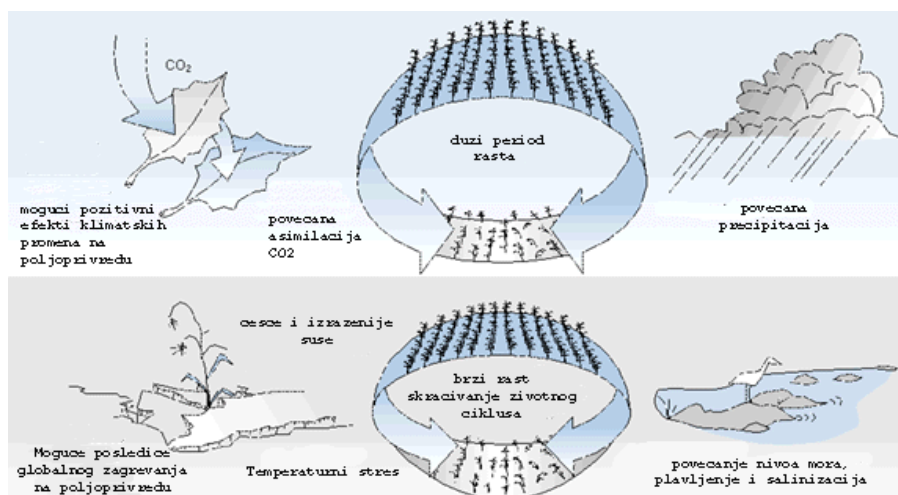 CO2
duzi period
rasta
moguci pozitivni
efekti klimatskih
promena na
poljoprivredu
povecana
asimilacija
CO2
povecana
precipitacija
cesce i izrazenije
suse
brzi rast
skracivanje zivotnog
ciklusa
Moguce posledice
globalnog zagrevanja
na poljoprivredu
Temperaturni stres
povecanje nivoa mora,
plavljenje i salinizacija